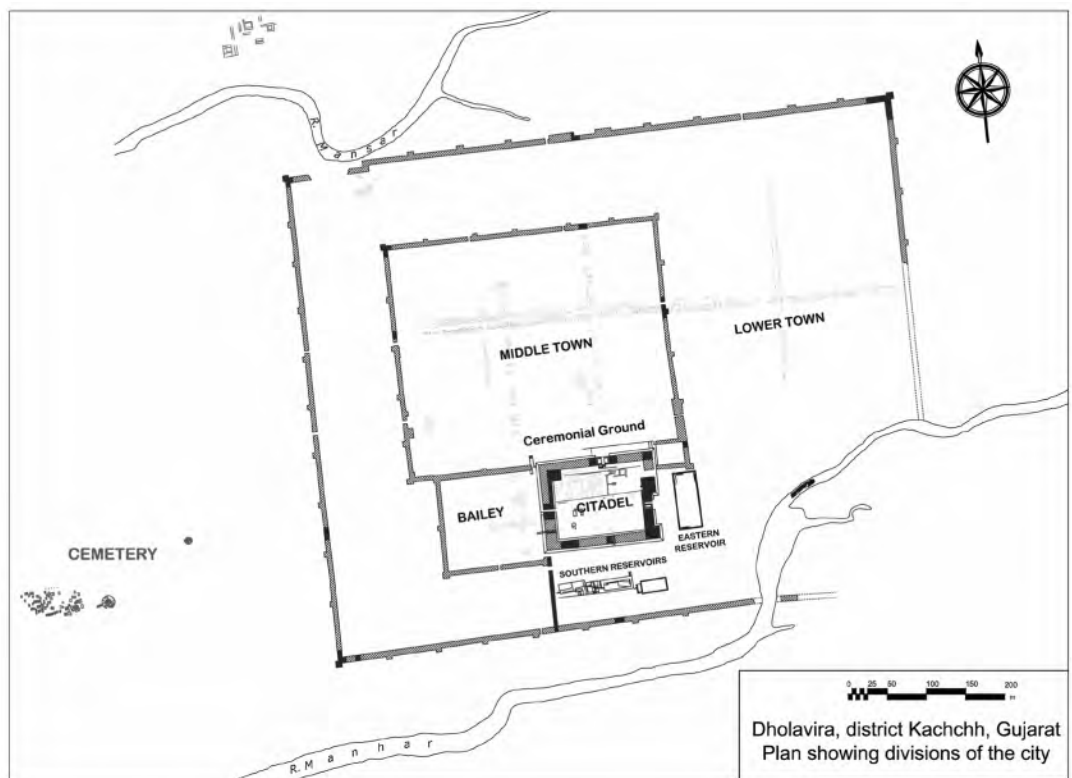 R. Mansar
LOWER TOWN
MIDDLE TOWN
Ceremonial Ground
BAILEY
CITADEL
EASTERN
RESERVOIR
CEMETERY
SOUTHERN RESERVOIRS
R. Manhar
0 25 50 100 150 200
m
Dholavira, district Kachchh, Gujarat
Plan showing divisions of the city